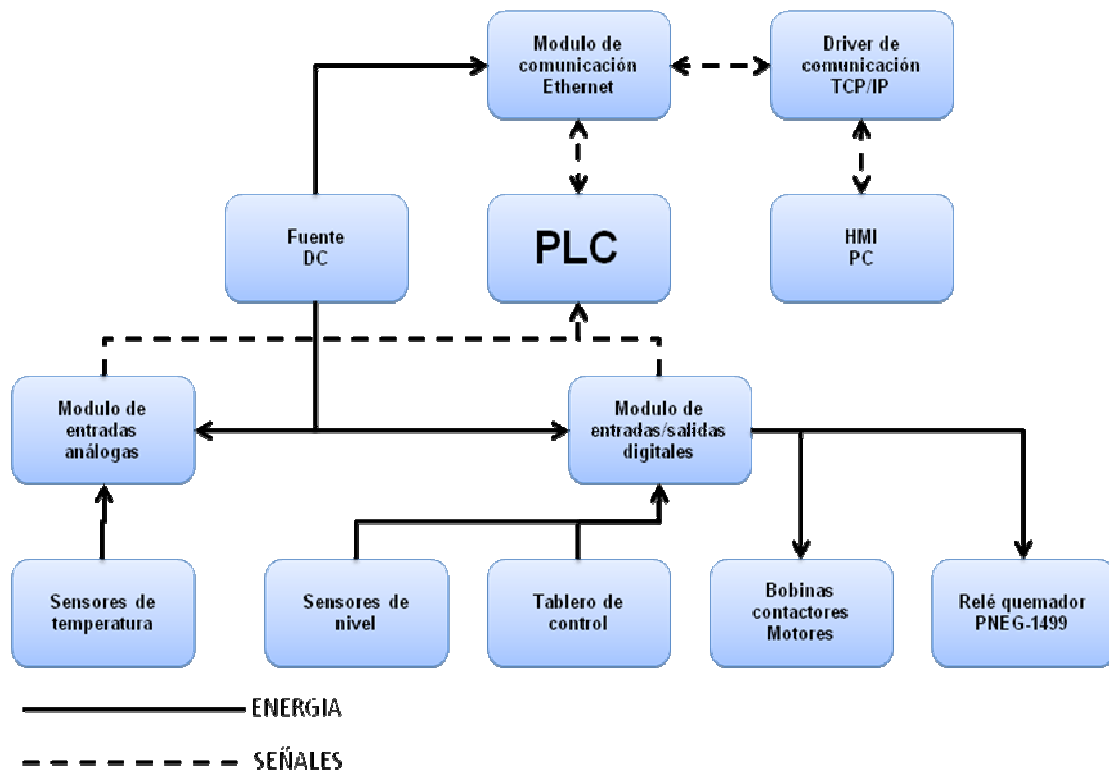 Modulo de
comunicación
Ethernet
Driver de
comunicación
TCP/IP
Fuente
DC
PLC
HMI
PC
Modulo de
entradas
análogas
Modulo de
entradas/salidas
digitales
Sensores de
temperatura
Sensores de
nivel
Tablero de
control
Bobinas
contactores
Motores
Relé quemador
PNEG-1499
ENERGIA
SEÑALES